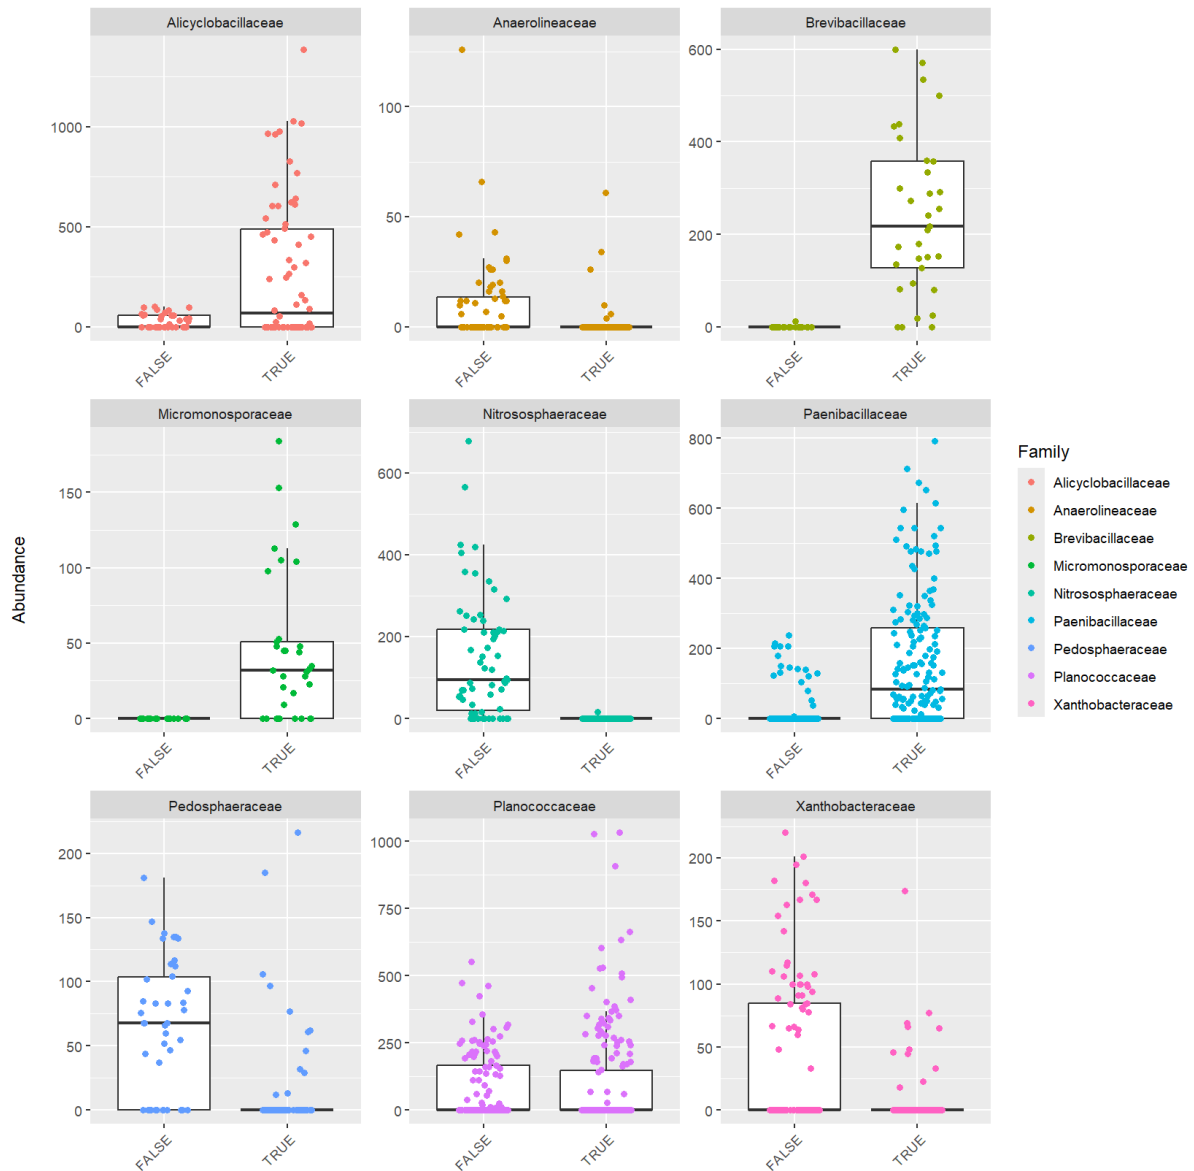 Alicyclobacillaceae
Anaerolineaceae
Brevibacillaceae
1000
500
0
100
50
0
600
400
200
0
FALSE
TRUE
FALSE
TRUE
FALSE
TRUE
Micromonosporaceae
Nitrososphaeraceae
Paenibacillaceae
150
100
50
0
600
400
200
0
800
600
400
200
0
FALSE
TRUE
FALSE
TRUE
FALSE
TRUE
Pedosphaeraceae
Planococcaceae
Xanthobacteraceae
200
150
100
50
0
1000
750
500
250
0
200
150
100
50
0
FALSE
TRUE
FALSE
TRUE
FALSE
TRUE
Abundance
Family
Alicyclobacillaceae
Anaerolineaceae
Brevibacillaceae
Micromonosporaceae
Nitrososphaeraceae
Paenibacillaceae
Pedosphaeraceae
Planococcaceae
Xanthobacteraceae